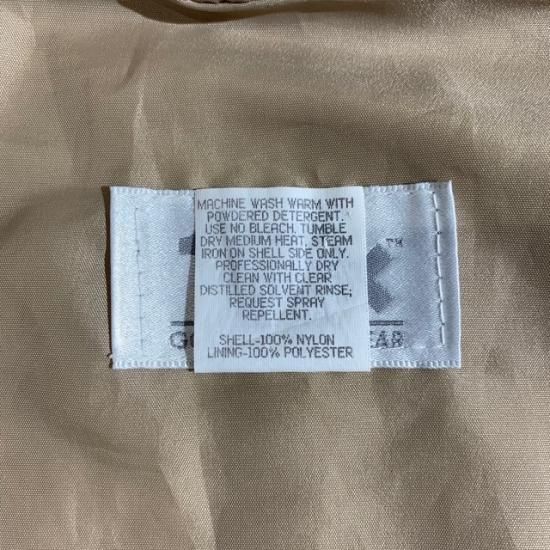 MACHINE WASH WARM WITH
POWDERED DETERGENT.
USE NO BLEACH. TUMBLE
DRY MEDIUM HEAT, STEAM
IRON ON SHELL SIDE ONLY.
PROFESSIONALLY DRY
CLEAN WITH CLEAR
DISTILLED SOLVENT RINSE;
REQUEST SPRAY
REPELLENT.
SHELL-100% NYLON
LINING-100% POLYESTER
TM